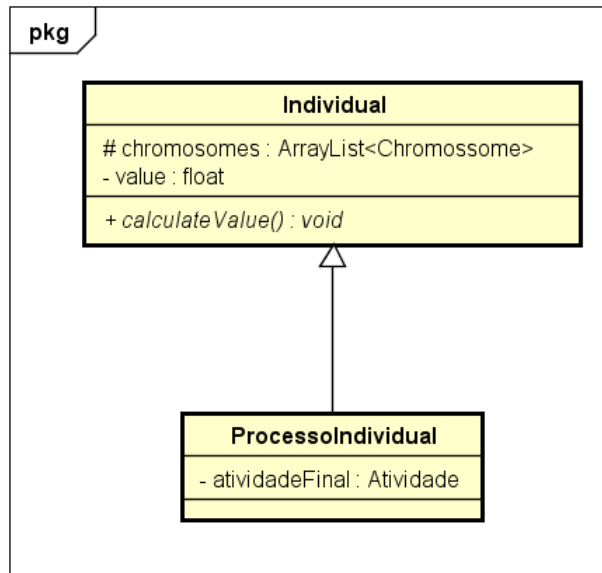 pkg
Individual
# chromosomes : ArrayList<Chromossome>
- value : float
+ calculateValue() : void
ProcessoIndividual
- atividadeFinal : Atividade